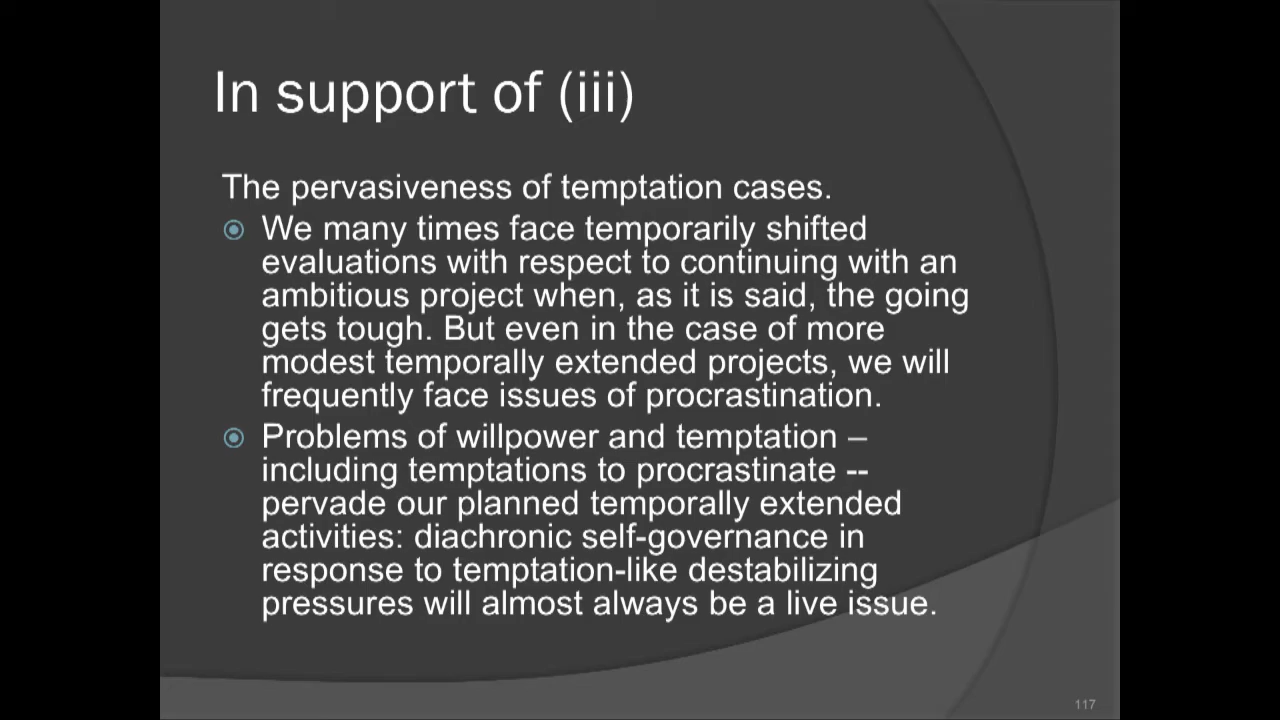 In support of (iii)
The pervasiveness of temptation cases.
We many times face temporarily shifted
evaluations with respect to continuing with an
ambitious project when, as it is said, the going
gets tough. But even in the case of more
modest temporally extended projects, we will
frequently face issues of procrastination.
Problems of willpower and temptation –
including temptations to procrastinate --
pervade our planned temporally extended
activities: diachronic self-governance in
response to temptation-like destabilizing
pressures will almost always be a live issue.
117